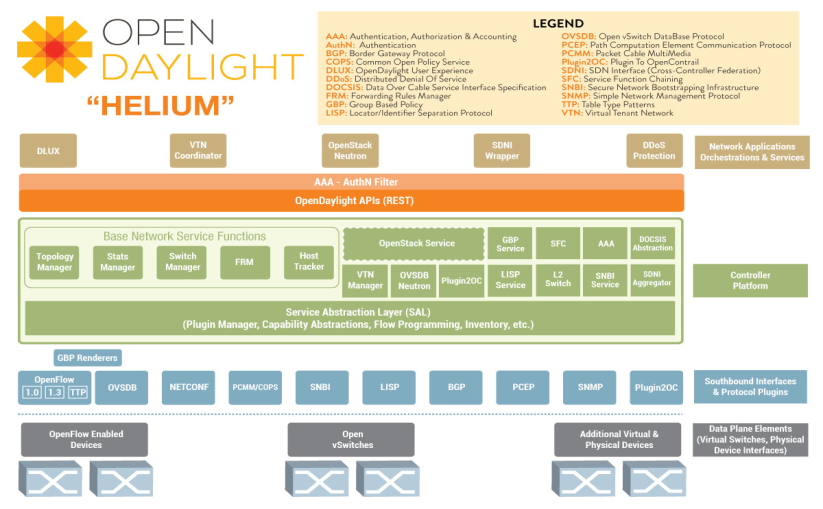 OPEN
DAYLIGHT
"HELIUM"
LEGEND
AAA: Authentication, Authorization & Accounting
AuthN: Authentication
BGP: Border Gateway Protocol
COPS: Common Open Policy Service
DLUX: OpenDaylight User Experience
DDoS: Distributed Denial Of Service
DOCSIS: Data Over Cable Service Interface Specification
FRM: Forwarding Rules Manager
GBP: Group Based Policy
LISP: Locator/Identifier Separation Protocol
OVSDB: Open vSwitch DataBase Protocol
PCEP: Path Computation Element Communication Protocol
PCMM: Packet Cable MultiMedia
Plugin2OC: Plugin To OpenContrail
SDNI: SDN Interface (Cross-Controller Federation)
SFC: Service Function Chaining
SNBI: Secure Network Bootstrapping Infrastructure
SNMP: Simple Network Management Protocol
TTP: Table Type Patterns
VTN: Virtual Tenant Network
DLUX
VTN
Coordinator
OpenStack
Neutron
SDNI
Wrapper
DDoS
Protection
Network Applications
Orchestrations & Services
AAA - AuthN Filter
OpenDaylight APIs (REST)
Base Network Service Functions
Topology
Manager
Stats
Manager
Switch
Manager
FRM
Host
Tracker
OpenStack Service
GBP
Service
SFC
AAA
DOCSIS
Abstraction
VTN
Manager
OVSDB
Neutron
Plugin2OC
LISP
Service
L2
Switch
SNBI
Service
SDNI
Aggregator
Controller
Platform
Service Abstraction Layer (SAL)
(Plugin Manager, Capability Abstractions, Flow Programming, Inventory, etc.)
GBP Renderers
OpenFlow
1.0 1.3 TTP
OVSDB
NETCONF
PCMM/COPS
SNBI
LISP
BGP
PCEP
SNMP
Plugin2OC
Southbound Interfaces
& Protocol Plugins
OpenFlow Enabled
Devices
Open
vSwitches
Additional Virtual &
Physical Devices
Data Plane Elements
(Virtual Switches, Physical
Device Interfaces)